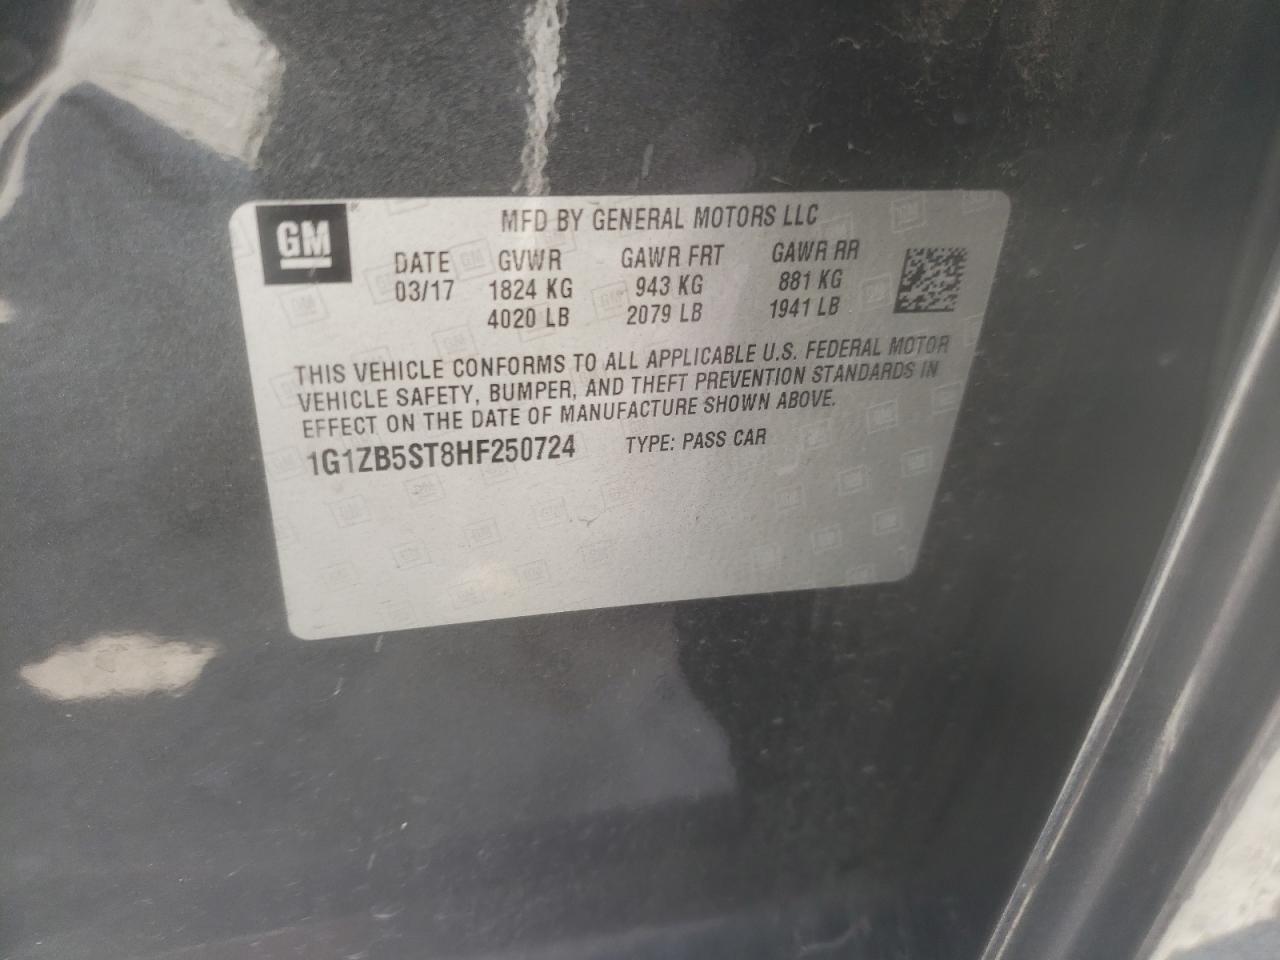 GM
MFD BY GENERAL MOTORS LLC
DATE GVWR GAWR FRT GAWR RR
03/17 1824 KG 943 KG 881 KG
4020 LB 2079 LB 1941 LB
THIS VEHICLE CONFORMS TO ALL APPLICABLE U.S. FEDERAL MOTOR
VEHICLE SAFETY, BUMPER, AND THEFT PREVENTION STANDARDS IN
EFFECT ON THE DATE OF MANUFACTURE SHOWN ABOVE.
1G1ZB5ST8HF250724 TYPE: PASS CAR